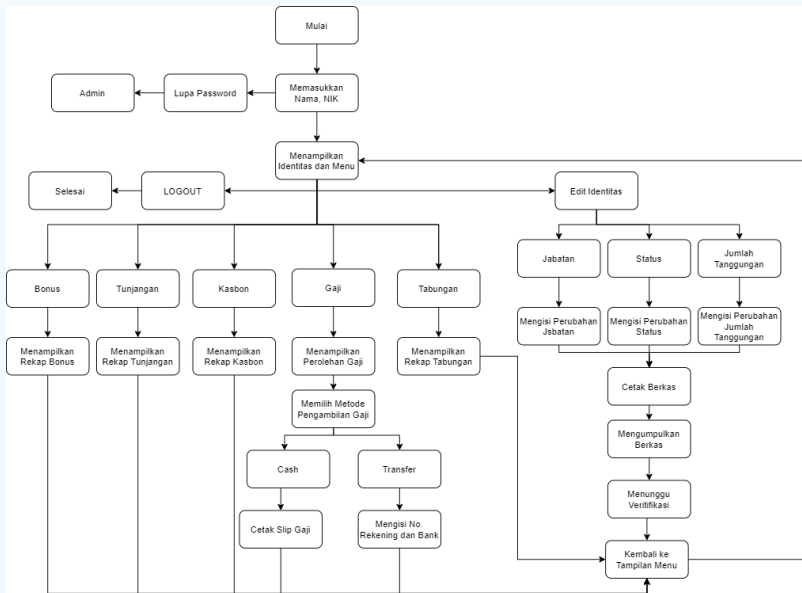 Mulai
Admin
Lupa Password
Memasukkan
Nama, NIK
Menampilkan
Identitas dan Menu
Selesai
LOGOUT
Edit Identitas
Jabatan
Status
Jumlah
Tanggungan
Bonus
Tunjangan
Kasbon
Gaji
Tabungan
Mengisi Perubahan
Jsbatan
Mengisi Perubahan
Status
Mengisi Perubahan
Jumlah
Tanggungan
Menampilkan
Rekap Bonus
Menampilkan
Rekap Tunjangan
Menampilkan
Rekap Kasbon
Menampilkan
Perolehan Gaji
Menampilkan
Rekap Tabungan
Cetak Berkas
Memilih Metode
Pengambilan Gaji
Mengumpulkan
Berkas
Cash
Transfer
Menunggu
Veritifikasi
Cetak Slip Gaji
Mengisi No.
Rekening dan Bank
Kembali ke
Tampilan Menu